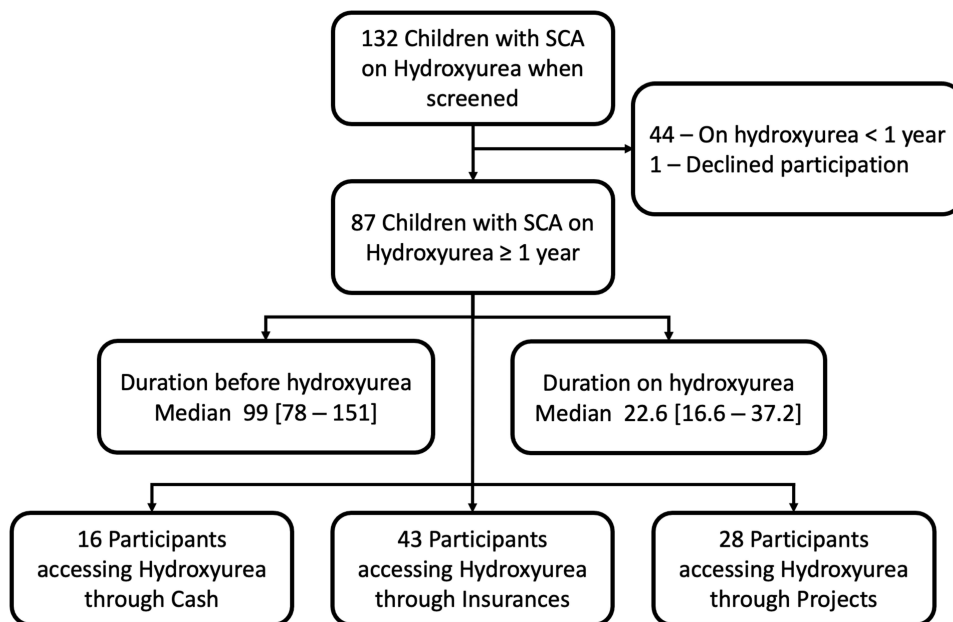 132 Children with SCA
on Hydroxyurea when
screened
44 – On hydroxyurea < 1 year
1 – Declined participation
87 Children with SCA on
Hydroxyurea ≥ 1 year
Duration before hydroxyurea
Median 99 [78 – 151]
Duration on hydroxyurea
Median 22.6 [16.6 – 37.2]
16 Participants
accessing Hydroxyurea
through Cash
43 Participants
accessing Hydroxyurea
through Insurances
28 Participants
accessing Hydroxyurea
through Projects